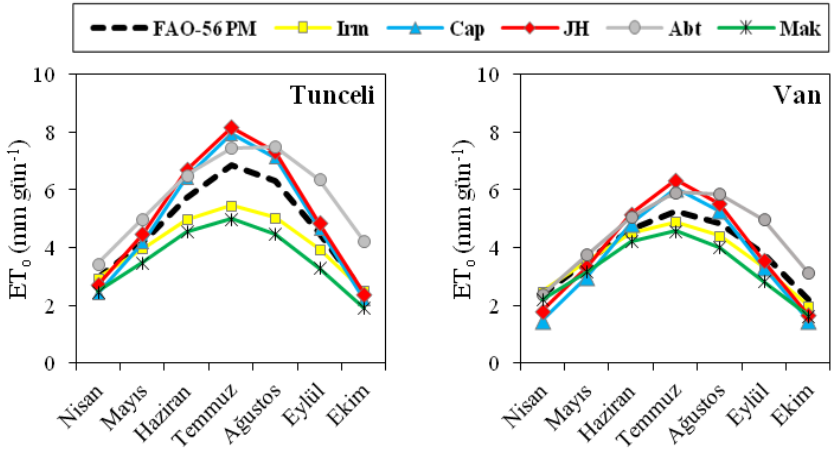 FAO-56 PM Irm Cap JH Abt Mak
Tunceli
10
8
6
4
2
0
ET₀ (mm gün⁻¹)
Nisan
Mayıs
Haziran
Temmuz
Ağustos
Eylül
Ekim
Van
10
8
6
4
2
0
ET₀ (mm gün⁻¹)
Nisan
Mayıs
Haziran
Temmuz
Ağustos
Eylül
Ekim